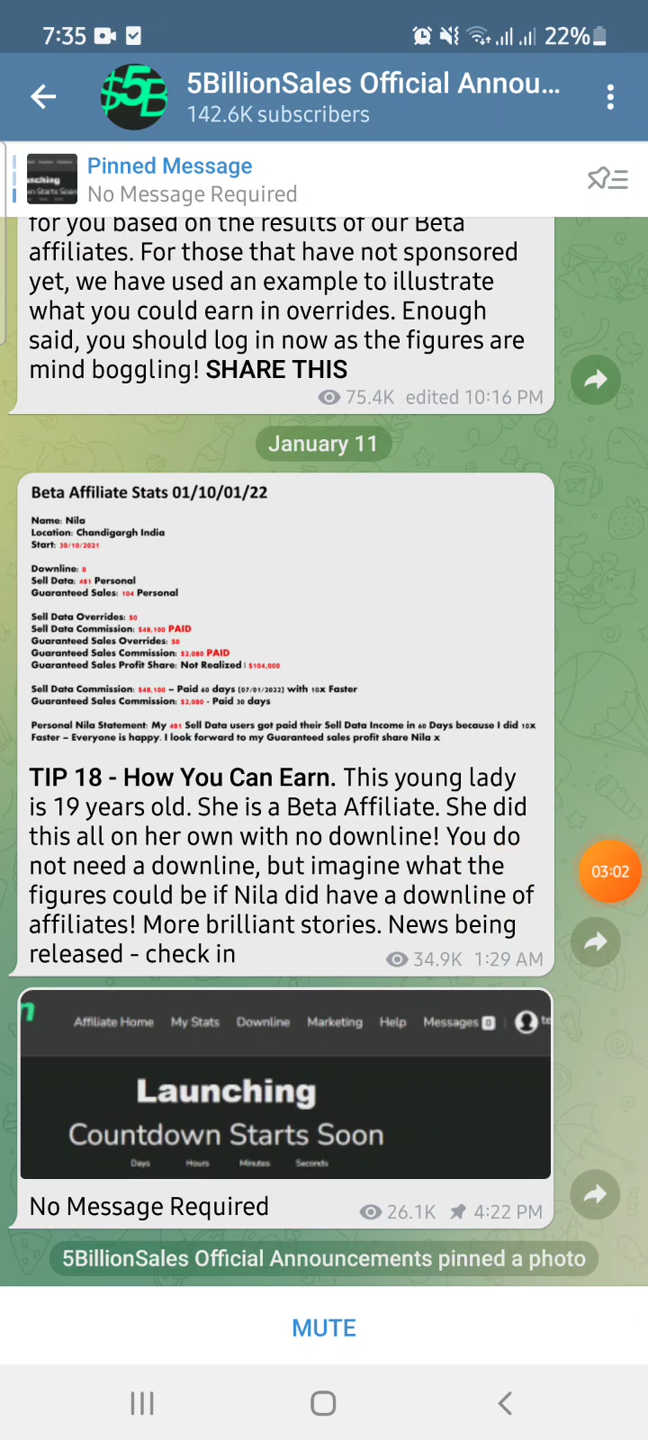 7:35
22%
$5B
5BillionSales Official Annou...
142.6K subscribers
Pinned Message
No Message Required
for you based on the results of our Beta
affiliates. For those that have not sponsored
yet, we have used an example to illustrate
what you could earn in overrides. Enough
said, you should log in now as the figures are
mind boggling! SHARE THIS
75.4K edited 10:16 PM
January 11
Beta Affiliate Stats 01/10/01/22
Name: Nila
Location: Chandigargh India
Start: 30/10/2021
Downline: 0
Sell Data: 481 Personal
Guaranteed Sales: 104 Personal
Sell Data Overrides: $0
Sell Data Commission: $48,100 PAID
Guaranteed Sales Overrides: $0
Guaranteed Sales Commission: $2,080 PAID
Guaranteed Sales Profit Share: Not Realized | $104,000
Sell Data Commission: $48,100 – Paid 60 days (07/01/2022) with 10x Faster
Guaranteed Sales Commission: $2,080 - Paid 30 days
Personal Nila Statement: My 481 Sell Data users got paid their Sell Data Income in 60 Days because I did 10x
Faster – Everyone is happy. I look forward to my Guaranteed sales profit share Nila x
TIP 18 - How You Can Earn. This young lady
is 19 years old. She is a Beta Affiliate. She did
this all on her own with no downline! You do
not need a downline, but imagine what the
figures could be if Nila did have a downline of
affiliates! More brilliant stories. News being
released - check in
34.9K 1:29 AM
03:02
Affiliate Home My Stats Downline Marketing Help Messages 0
Launching
Countdown Starts Soon
Days Hours Minutes Seconds
No Message Required
26.1K 4:22 PM
5BillionSales Official Announcements pinned a photo
MUTE